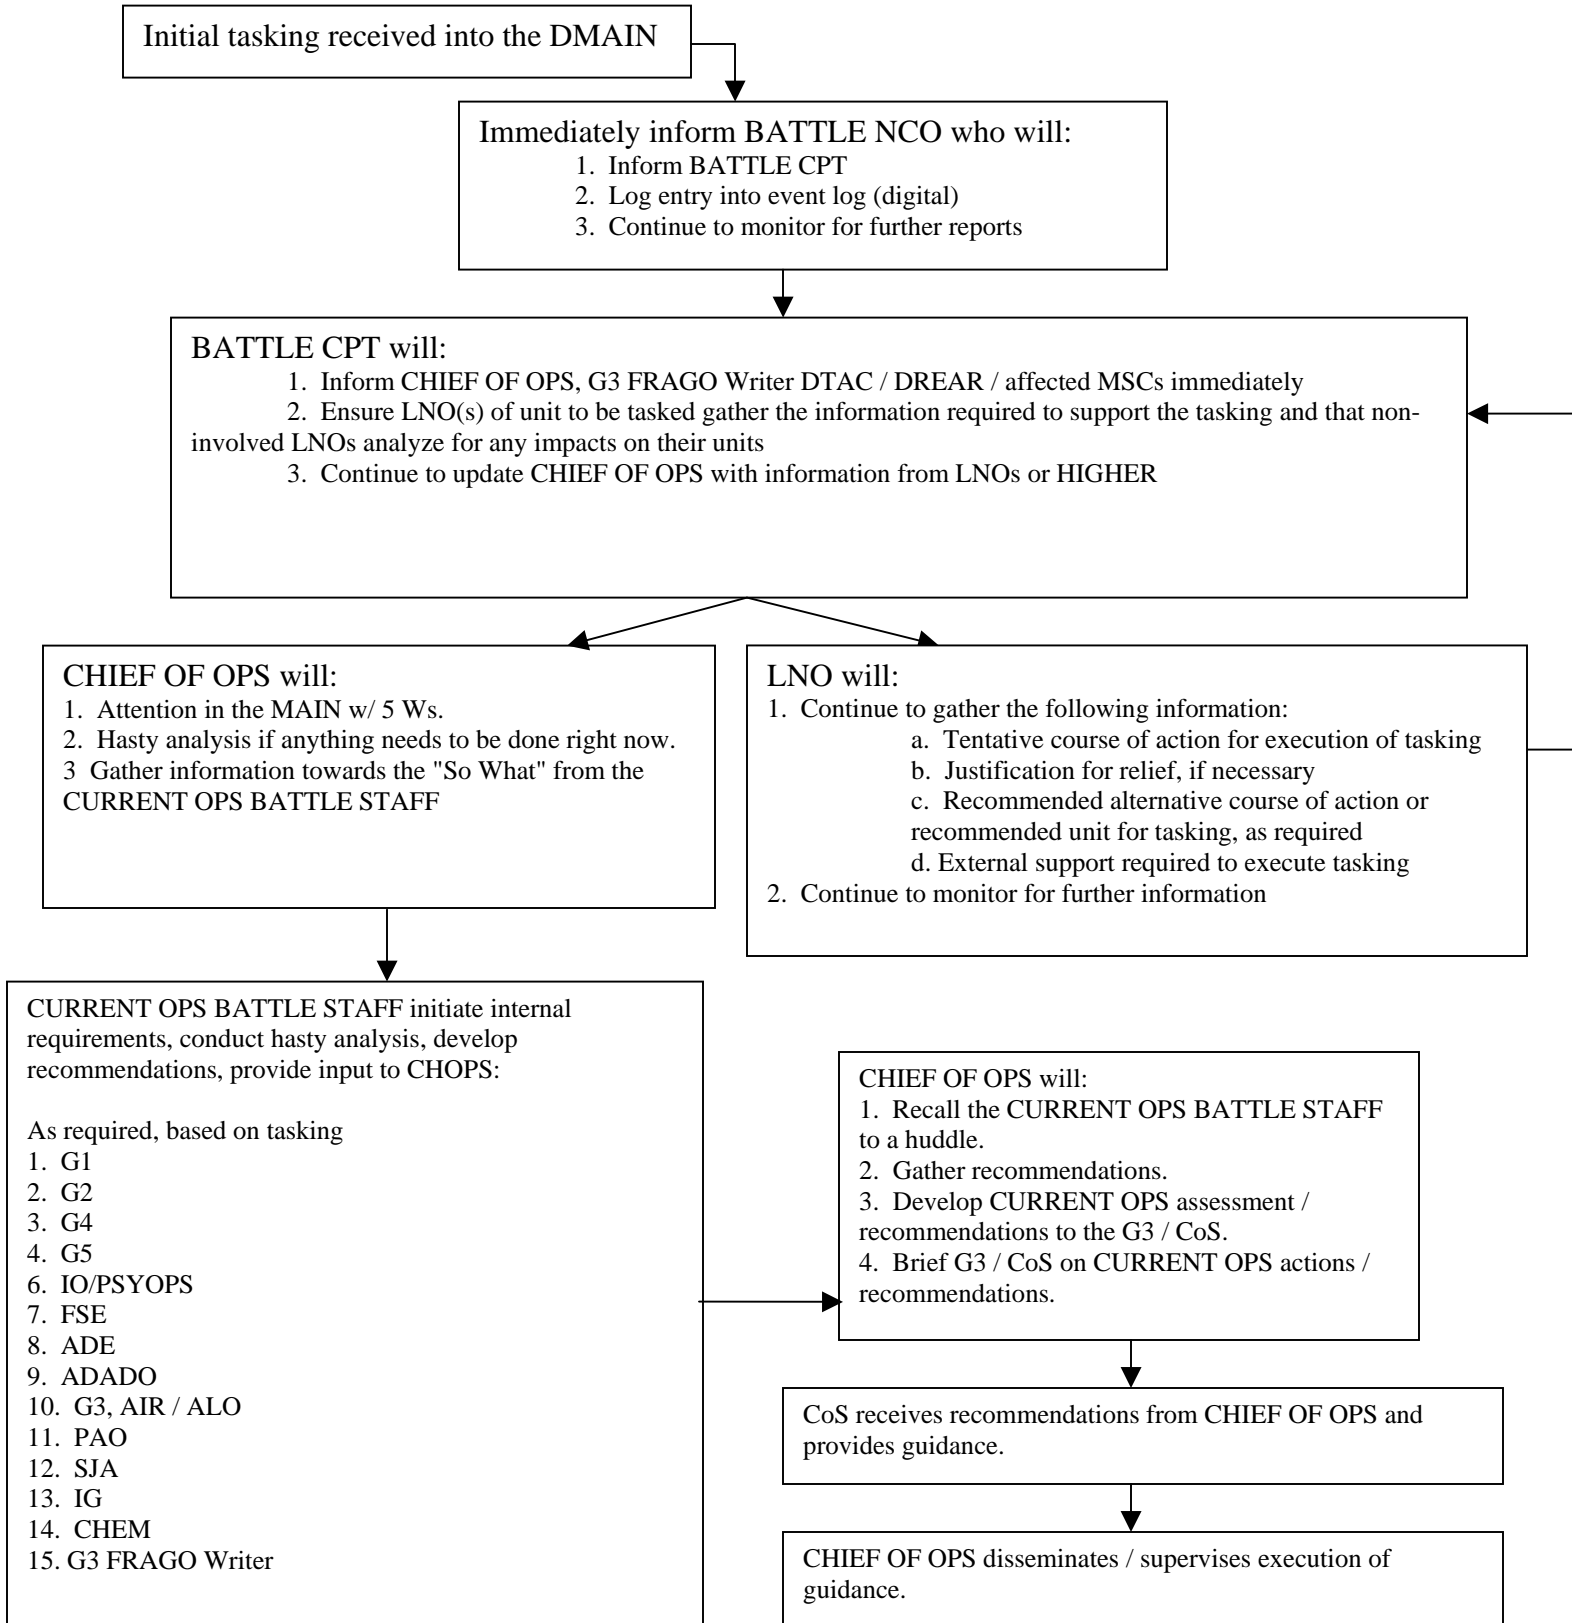 Initial tasking received into the DMAIN
Immediately inform BATTLE NCO who will:
1. Inform BATTLE CPT
2. Log entry into event log (digital)
3. Continue to monitor for further reports
BATTLE CPT will:
1. Inform CHIEF OF OPS, G3 FRAGO Writer DTAC / DREAR / affected MSCs immediately
2. Ensure LNO(s) of unit to be tasked gather the information required to support the tasking and that non-
involved LNOs analyze for any impacts on their units
3. Continue to update CHIEF OF OPS with information from LNOs or HIGHER
CHIEF OF OPS will:
1. Attention in the MAIN w/ 5 Ws.
2. Hasty analysis if anything needs to be done right now.
3 Gather information towards the "So What" from the
CURRENT OPS BATTLE STAFF
LNO will:
1. Continue to gather the following information:
a. Tentative course of action for execution of tasking
b. Justification for relief, if necessary
c. Recommended alternative course of action or
recommended unit for tasking, as required
d. External support required to execute tasking
2. Continue to monitor for further information
CURRENT OPS BATTLE STAFF initiate internal
requirements, conduct hasty analysis, develop
recommendations, provide input to CHOPS:
As required, based on tasking
1. G1
2. G2
3. G4
4. G5
6. IO/PSYOPS
7. FSE
8. ADE
9. ADADO
10. G3, AIR / ALO
11. PAO
12. SJA
13. IG
14. CHEM
15. G3 FRAGO Writer
CHIEF OF OPS will:
1. Recall the CURRENT OPS BATTLE STAFF
to a huddle.
2. Gather recommendations.
3. Develop CURRENT OPS assessment /
recommendations to the G3 / CoS.
4. Brief G3 / CoS on CURRENT OPS actions /
recommendations.
CoS receives recommendations from CHIEF OF OPS and
provides guidance.
CHIEF OF OPS disseminates / supervises execution of
guidance.